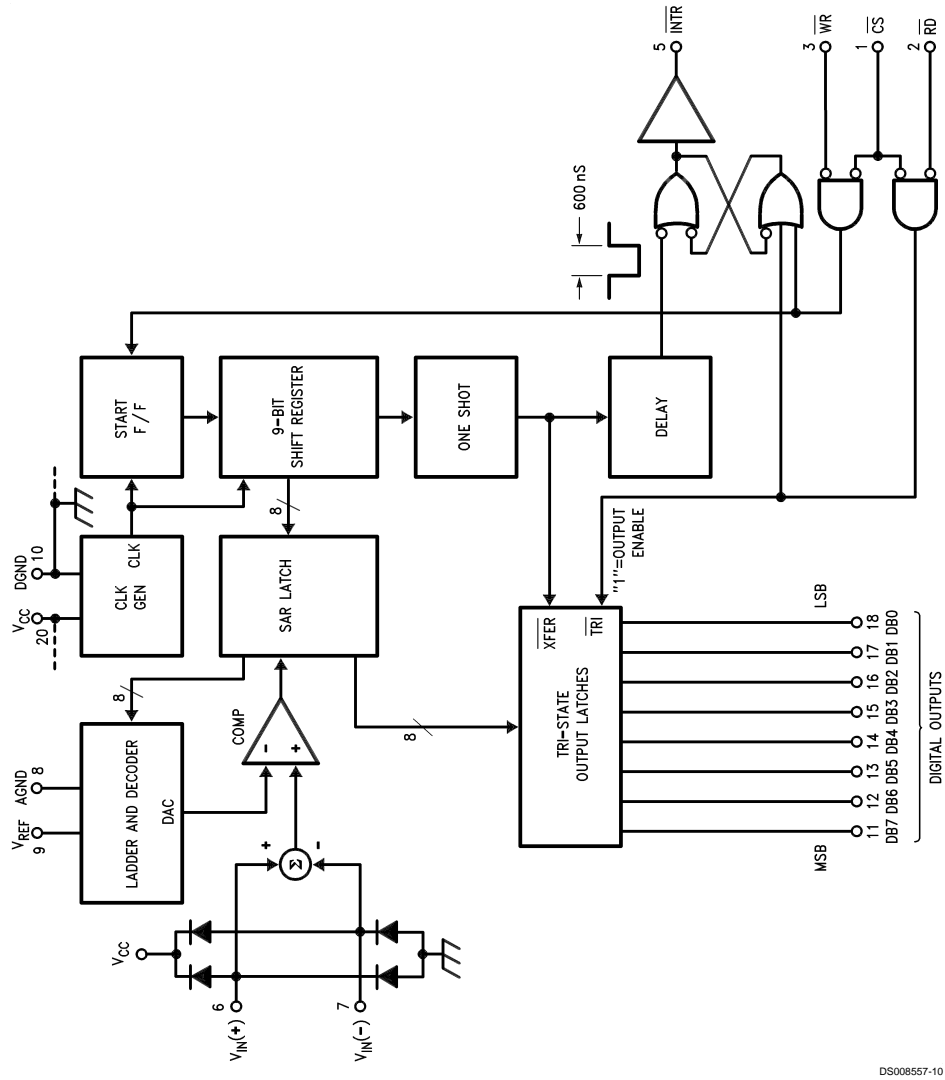 VIN(+)
6
VIN(-)
7
VCC
VREF
9
AGND
8
LADDER AND DECODER
DAC
Σ
+
-
COMP
-
+
8
VCC
20
DGND
10
CLK
GEN
CLK
START
F/F
9-BIT
SHIFT REGISTER
8
SAR LATCH
8
ONE SHOT
DELAY
600 nS
5
INTR
3
WR
1
CS
2
RD
"1"=OUTPUT
ENABLE
XFER
TRI
TRI-STATE
OUTPUT LATCHES
MSB
LSB
11 DB7
12 DB6
13 DB5
14 DB4
15 DB3
16 DB2
17 DB1
18 DB0
DIGITAL OUTPUTS
DS008557-10